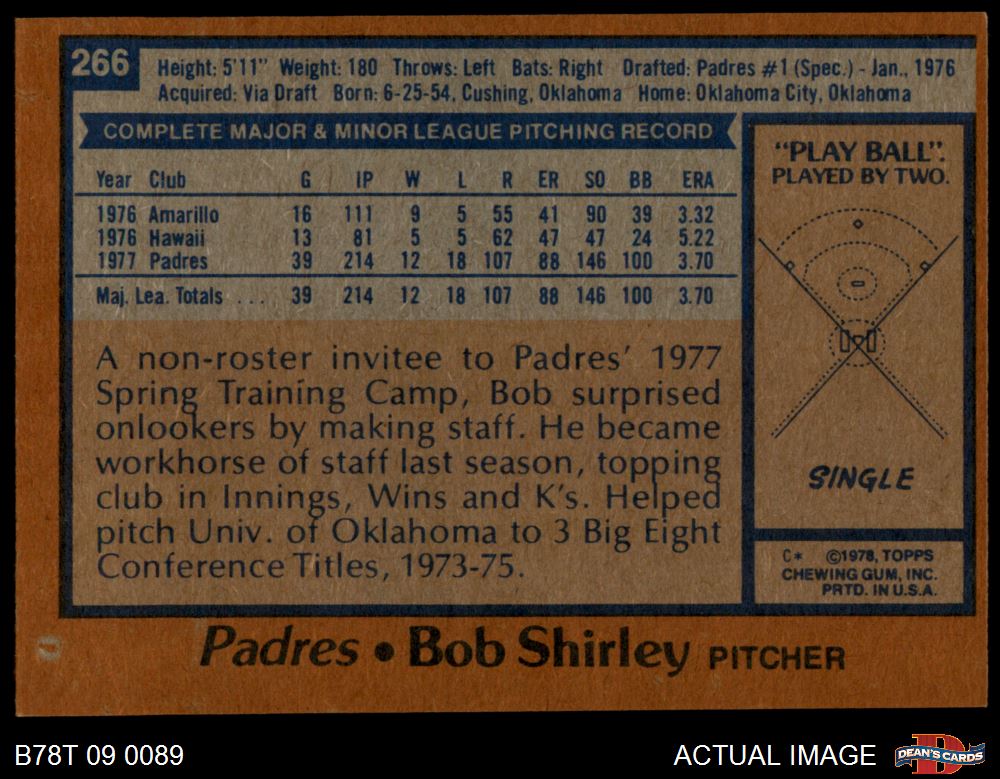 266
Height: 5'11" Weight: 180 Throws: Left Bats: Right Drafted: Padres #1 (Spec.) - Jan., 1976
Acquired: Via Draft Born: 6-25-54, Cushing, Oklahoma Home: Oklahoma City, Oklahoma
COMPLETE MAJOR & MINOR LEAGUE PITCHING RECORD
Year Club G IP W L R ER SO BB ERA
1976 Amarillo 16 111 9 5 55 41 90 39 3.32
1976 Hawaii 13 81 5 5 62 47 47 24 5.22
1977 Padres 39 214 12 18 107 88 146 100 3.70
Maj. Lea. Totals . . . 39 214 12 18 107 88 146 100 3.70
A non-roster invitee to Padres' 1977
Spring Training Camp, Bob surprised
onlookers by making staff. He became
workhorse of staff last season, topping
club in Innings, Wins and K's. Helped
pitch Univ. of Oklahoma to 3 Big Eight
Conference Titles, 1973-75.
"PLAY BALL".
PLAYED BY TWO.
SINGLE
C* ©1978, TOPPS
CHEWING GUM, INC.
PRTD. IN U.S.A.
Padres • Bob Shirley PITCHER
B78T 09 0089
ACTUAL IMAGE
DEAN'S CARDS